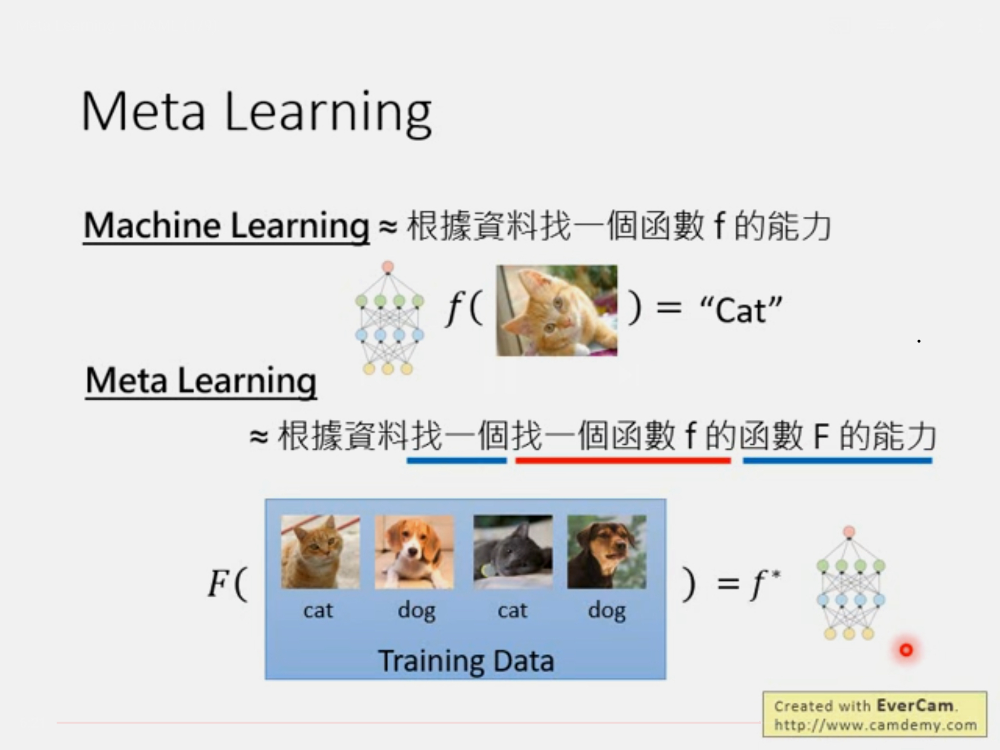 Meta Learning
Machine Learning ≈ 根據資料找一個函數 f 的能力
f( ) = “Cat”
Meta Learning
≈ 根據資料找一個找一個函數 f 的函數 F 的能力
F( ) = f*
cat dog cat dog
Training Data
Created with EverCam.
http://www.camdemy.com